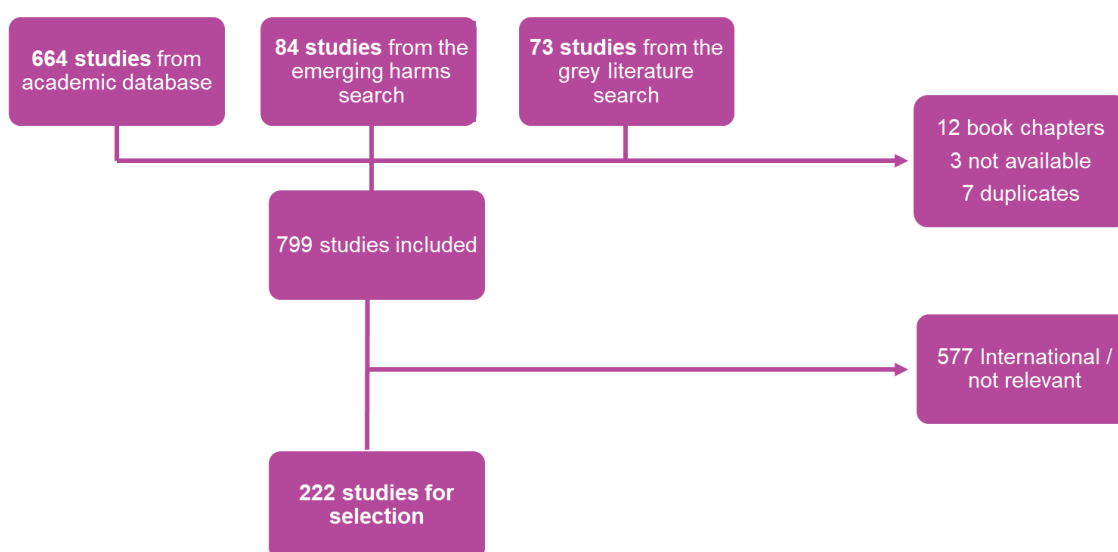 664 studies from
academic database
84 studies from the
emerging harms
search
73 studies from the
grey literature
search
12 book chapters
3 not available
7 duplicates
799 studies included
577 International /
not relevant
222 studies for
selection